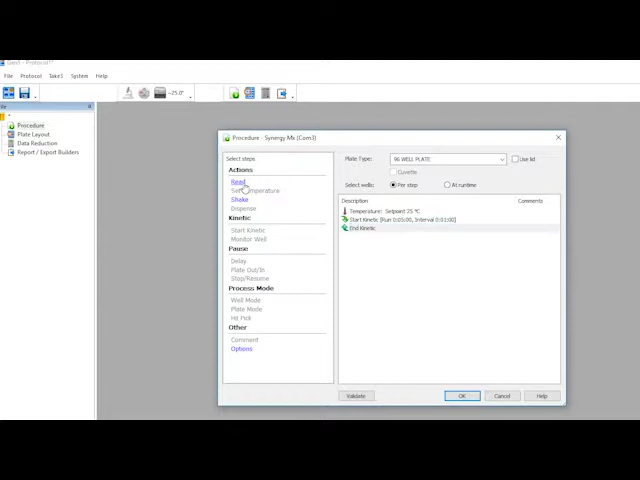 Gen5 - Protocol1*
File Protocol Take3 System Help
~25.0°
Procedure
Plate Layout
Data Reduction
Report / Export Builders
Procedure - Synergy Mx (Com3)
Select steps
Actions
Read
Set Temperature
Shake
Dispense
Kinetic
Start Kinetic
Monitor Well
Pause
Delay
Plate Out/In
Stop/Resume
Process Mode
Well Mode
Plate Mode
Hit Pick
Other
Comment
Options
Plate Type: 96 WELL PLATE Use lid
Cuvette
Select wells: Per step At runtime
Description Comments
Temperature: Setpoint 25 °C
Start Kinetic [Run 0:05:00, Interval 0:01:00]
End Kinetic
Validate OK Cancel Help